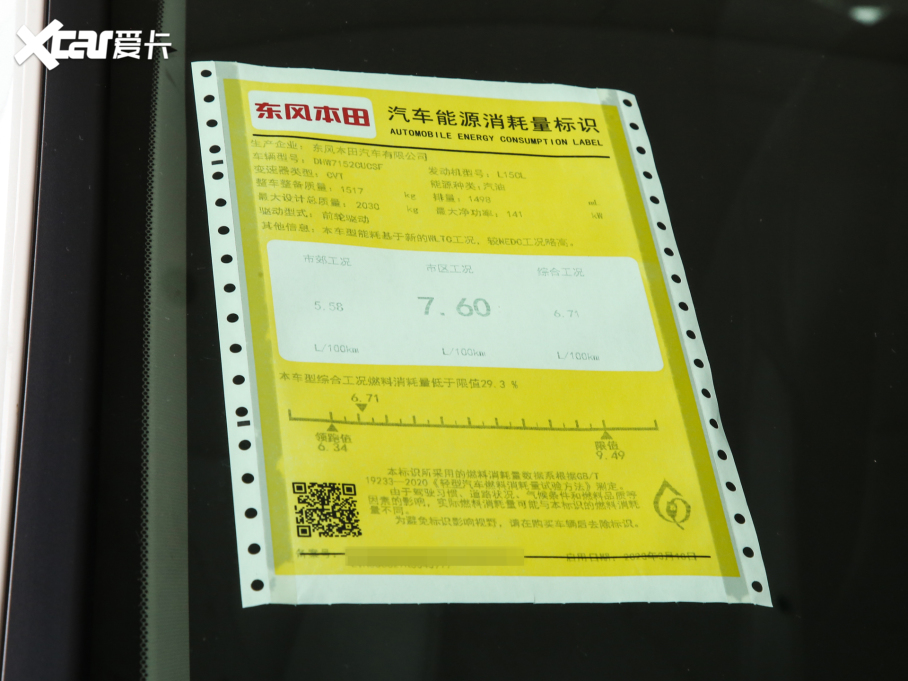 Xcar爱卡
东风本田 汽车能源消耗量标识
AUTOMOBILE ENERGY CONSUMPTION LABEL
生产企业: 东风本田汽车有限公司
车辆型号: DHW7152CUCSF 发动机型号: L15CL
变速器类型: CVT 能源种类: 汽油
整车整备质量: 1517 kg 排量: 1498 mL
最大设计总质量: 2030 kg 最大净功率: 141 kW
驱动型式: 前轮驱动
其他信息: 本车型能耗基于新的WLTC工况, 较NEDC工况略高。
市郊工况 市区工况 综合工况
5.58 7.60 6.71
L/100km L/100km L/100km
本车型综合工况燃料消耗量低于限值29.3 %
6.71
领跑值 限值
6.34 9.49
本标识所采用的燃料消耗量数据系根据GB/T
19233-2020《轻型汽车燃料消耗量试验方法》测定。
由于驾驶习惯、道路状况、气候条件和燃料品质等
因素的影响, 实际燃料消耗量可能与本标识的燃料消耗
量不同。
为避免标识影响视野, 请在购买车辆后去除标识。
备案号: 启用日期: